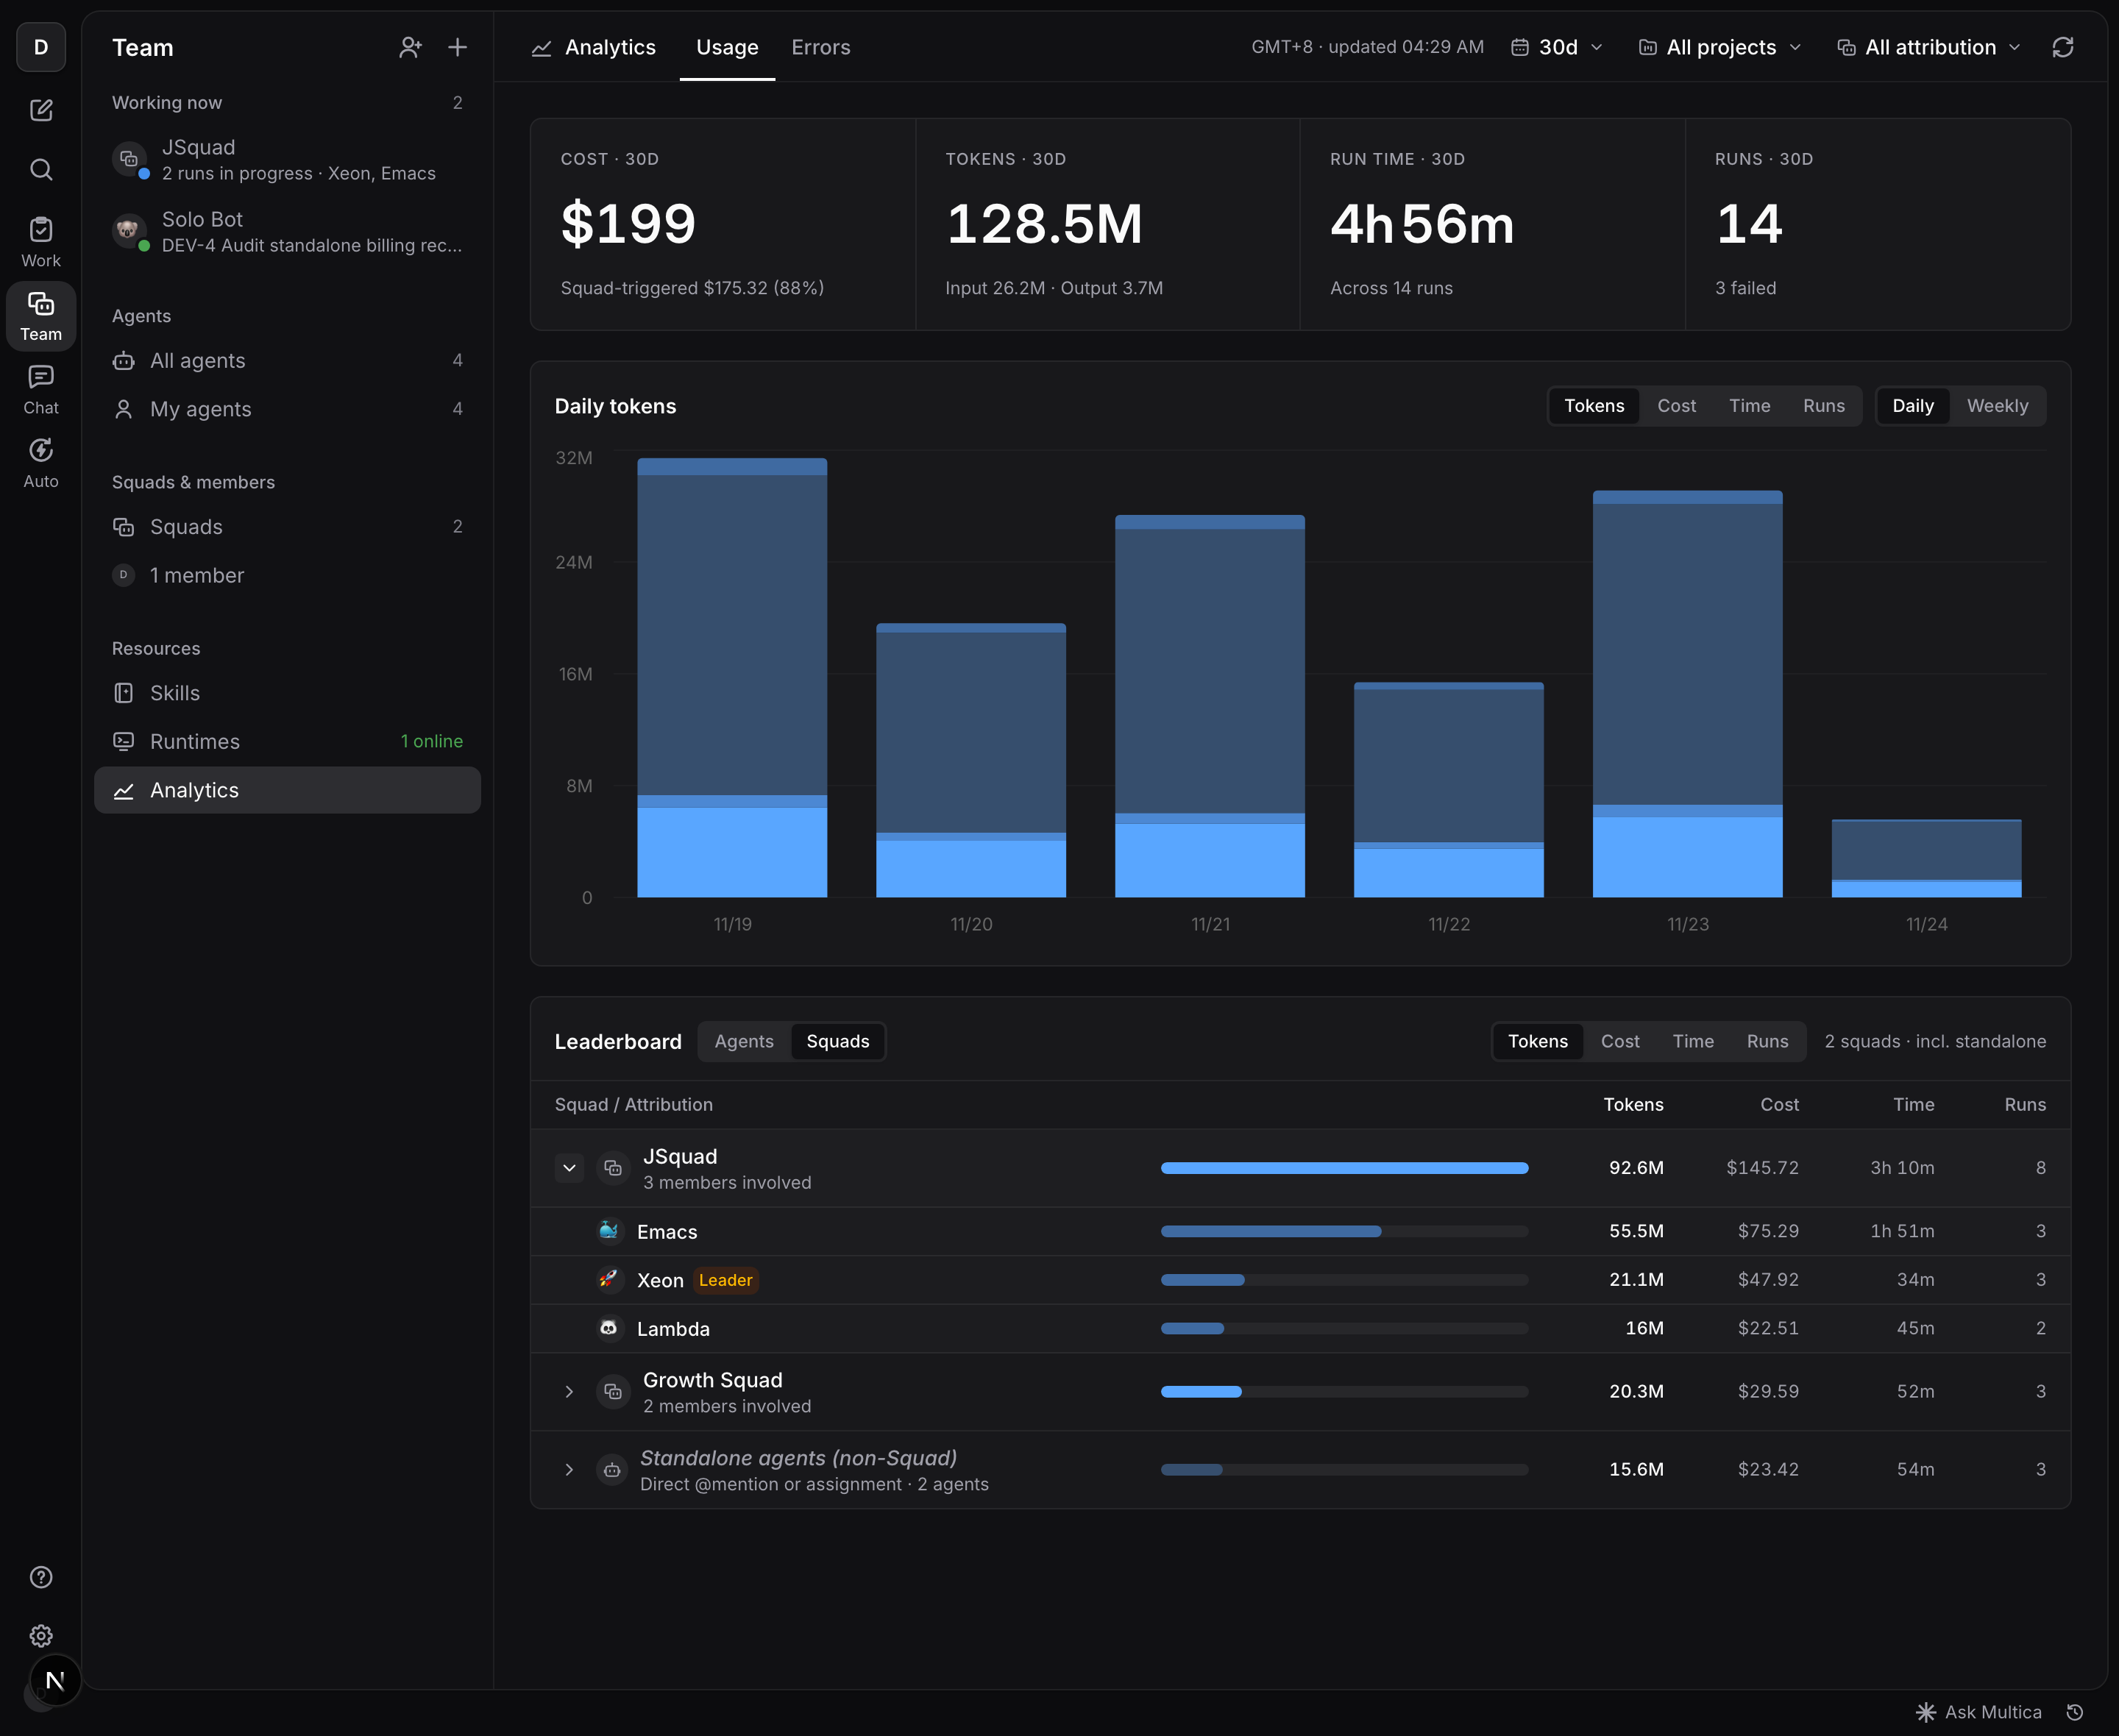 D
Work
Team
Chat
Auto
Team
Working now 2
JSquad
2 runs in progress · Xeon, Emacs
Solo Bot
DEV-4 Audit standalone billing rec...
Agents
All agents 4
My agents 4
Squads & members
Squads 2
D 1 member
Resources
Skills
Runtimes 1 online
Analytics
N
Analytics Usage Errors GMT+8 · updated 04:29 AM 30d All projects All attribution
COST · 30D
$199
Squad-triggered $175.32 (88%)
TOKENS · 30D
128.5M
Input 26.2M · Output 3.7M
RUN TIME · 30D
4h 56m
Across 14 runs
RUNS · 30D
14
3 failed
Daily tokens Tokens Cost Time Runs Daily Weekly
32M
24M
16M
8M
0
11/19 11/20 11/21 11/22 11/23 11/24
Leaderboard Agents Squads Tokens Cost Time Runs 2 squads · incl. standalone
Squad / Attribution Tokens Cost Time Runs
JSquad
3 members involved
92.6M $145.72 3h 10m 8
Emacs 55.5M $75.29 1h 51m 3
Xeon Leader 21.1M $47.92 34m 3
Lambda 16M $22.51 45m 2
Growth Squad
2 members involved
20.3M $29.59 52m 3
Standalone agents (non-Squad)
Direct @mention or assignment · 2 agents
15.6M $23.42 54m 3
Ask Multica